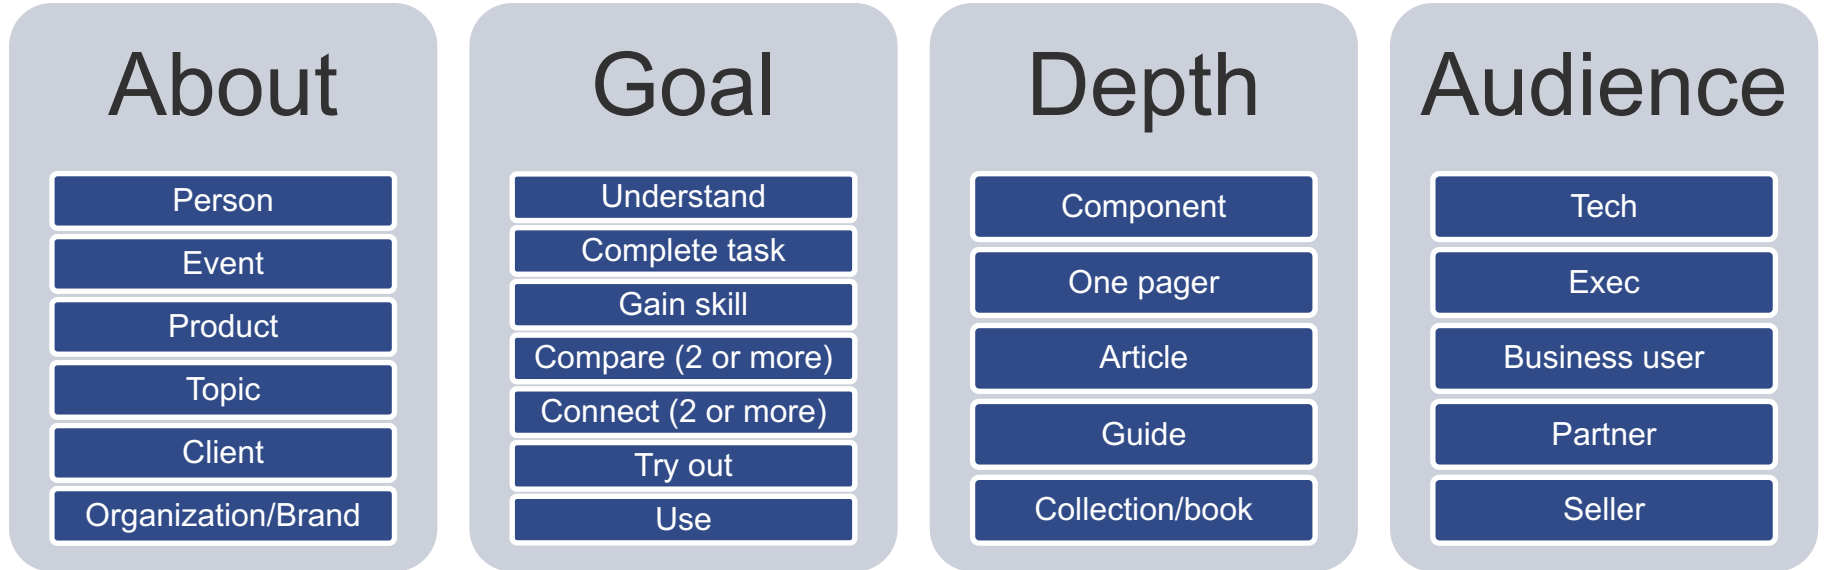 About
Person
Event
Product
Topic
Client
Organization/Brand
Goal
Understand
Complete task
Gain skill
Compare (2 or more)
Connect (2 or more)
Try out
Use
Depth
Component
One pager
Article
Guide
Collection/book
Audience
Tech
Exec
Business user
Partner
Seller